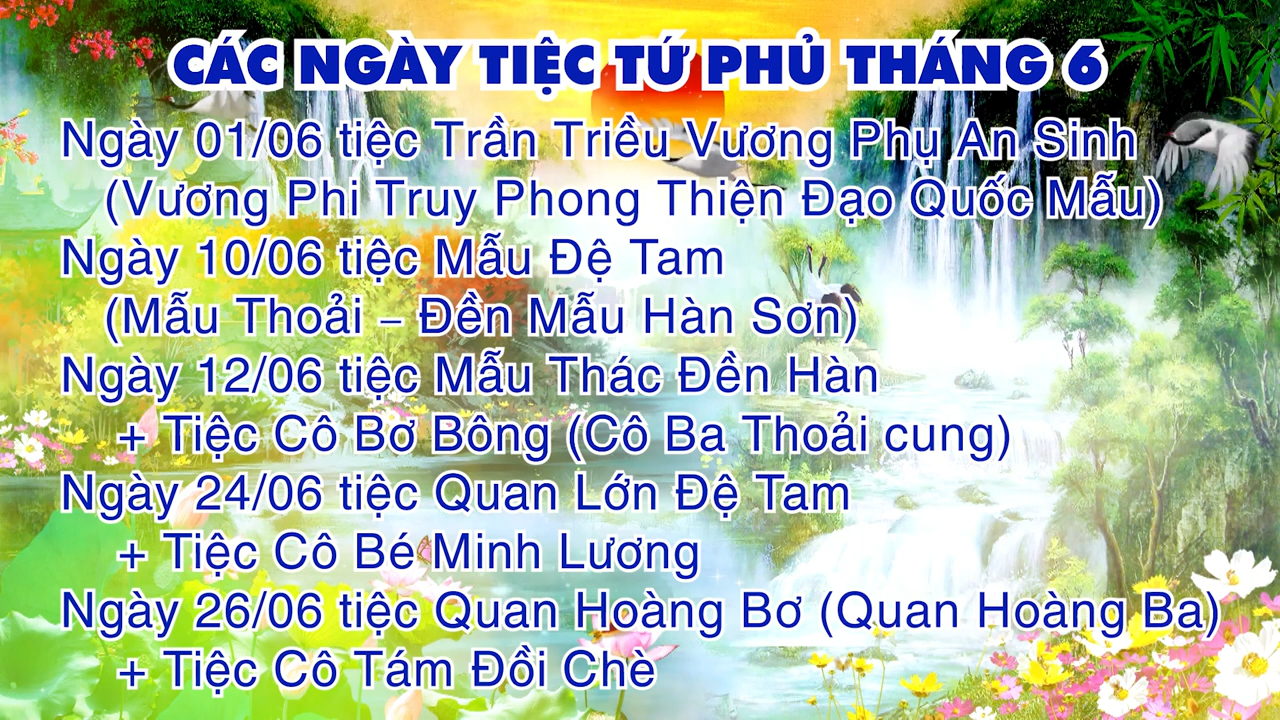 CÁC NGÀY TIỆC TỨ PHỦ THÁNG 6
Ngày 01/06 tiệc Trần Triều Vương Phụ An Sinh
(Vương Phi Truy Phong Thiện Đạo Quốc Mẫu)
Ngày 10/06 tiệc Mẫu Đệ Tam
(Mẫu Thoải – Đền Mẫu Hàn Sơn)
Ngày 12/06 tiệc Mẫu Thác Đền Hàn
+ Tiệc Cô Bơ Bông (Cô Ba Thoải cung)
Ngày 24/06 tiệc Quan Lớn Đệ Tam
+ Tiệc Cô Bé Minh Lương
Ngày 26/06 tiệc Quan Hoàng Bơ (Quan Hoàng Ba)
+ Tiệc Cô Tám Đồi Chè